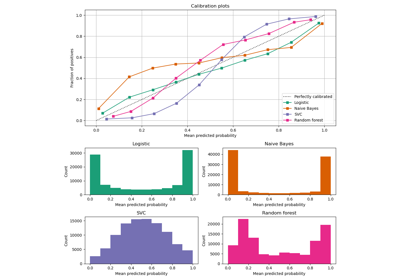 Calibration plots
Fraction of positives
1.0
0.8
0.6
0.4
0.2
0.0
0.0 0.2 0.4 0.6 0.8 1.0
Mean predicted probability
Perfectly calibrated
Logistic
Naive Bayes
SVC
Random forest
Logistic
Count
30000
20000
10000
0
0.0 0.2 0.4 0.6 0.8 1.0
Mean predicted probability
Naive Bayes
Count
40000
30000
20000
10000
0
0.0 0.2 0.4 0.6 0.8 1.0
Mean predicted probability
SVC
Count
15000
10000
5000
0
0.0 0.2 0.4 0.6 0.8 1.0
Mean predicted probability
Random forest
Count
20000
15000
10000
5000
0
0.0 0.2 0.4 0.6 0.8 1.0
Mean predicted probability